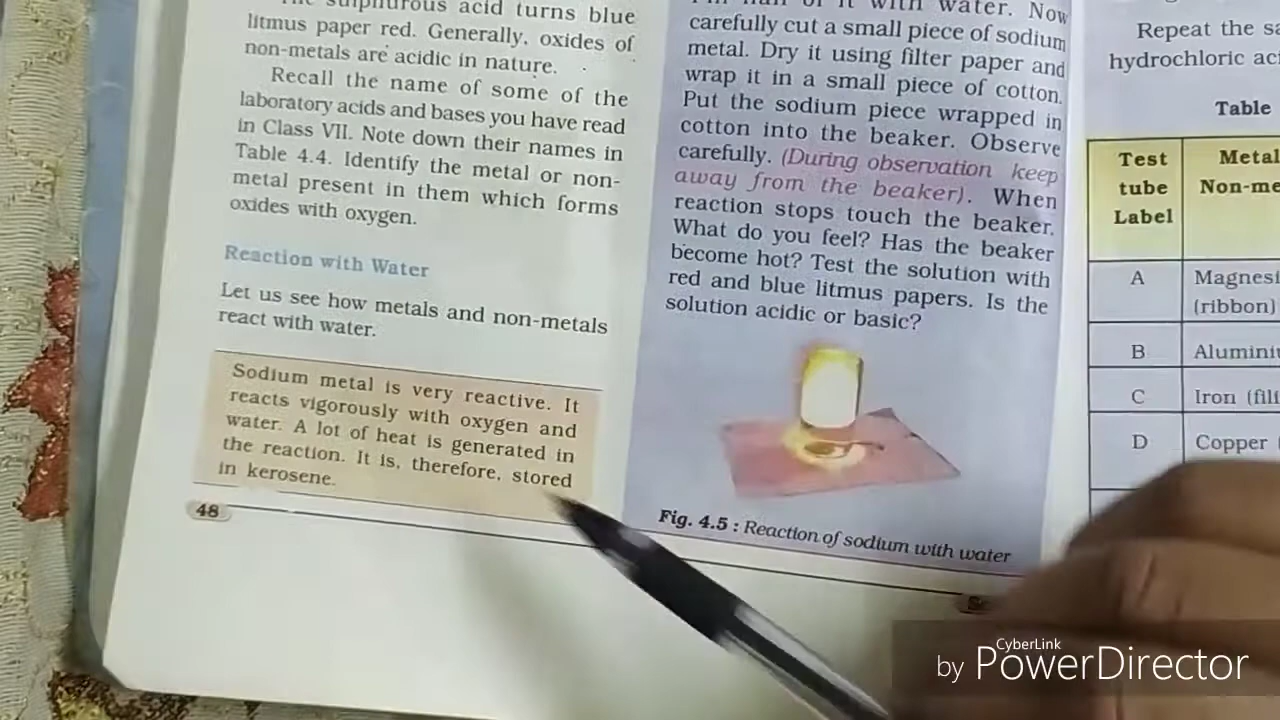 The sulphurous acid turns blue
litmus paper red. Generally, oxides of
non-metals are acidic in nature.
Recall the name of some of the
laboratory acids and bases you have read
in Class VII. Note down their names in
Table 4.4. Identify the metal or non-
metal present in them which forms
oxides with oxygen.
Reaction with Water
Let us see how metals and non-metals
react with water.
Sodium metal is very reactive. It
reacts vigorously with oxygen and
water. A lot of heat is generated in
the reaction. It is, therefore, stored
in kerosene.
48
of it with water. Now
carefully cut a small piece of sodium
metal. Dry it using filter paper and
wrap it in a small piece of cotton.
Put the sodium piece wrapped in
cotton into the beaker. Observe
carefully. (During observation keep
away from the beaker). When
reaction stops touch the beaker.
What do you feel? Has the beaker
become hot? Test the solution with
red and blue litmus papers. Is the
solution acidic or basic?
Fig. 4.5 : Reaction of sodium with water
Repeat the
hydrochloric
Table
Test
tube
Label
Metal
Non-me
A
Magnesi
(ribbon)
B
Aluminiu
C
Iron (fili
D
Copper
CyberLink
by PowerDirector